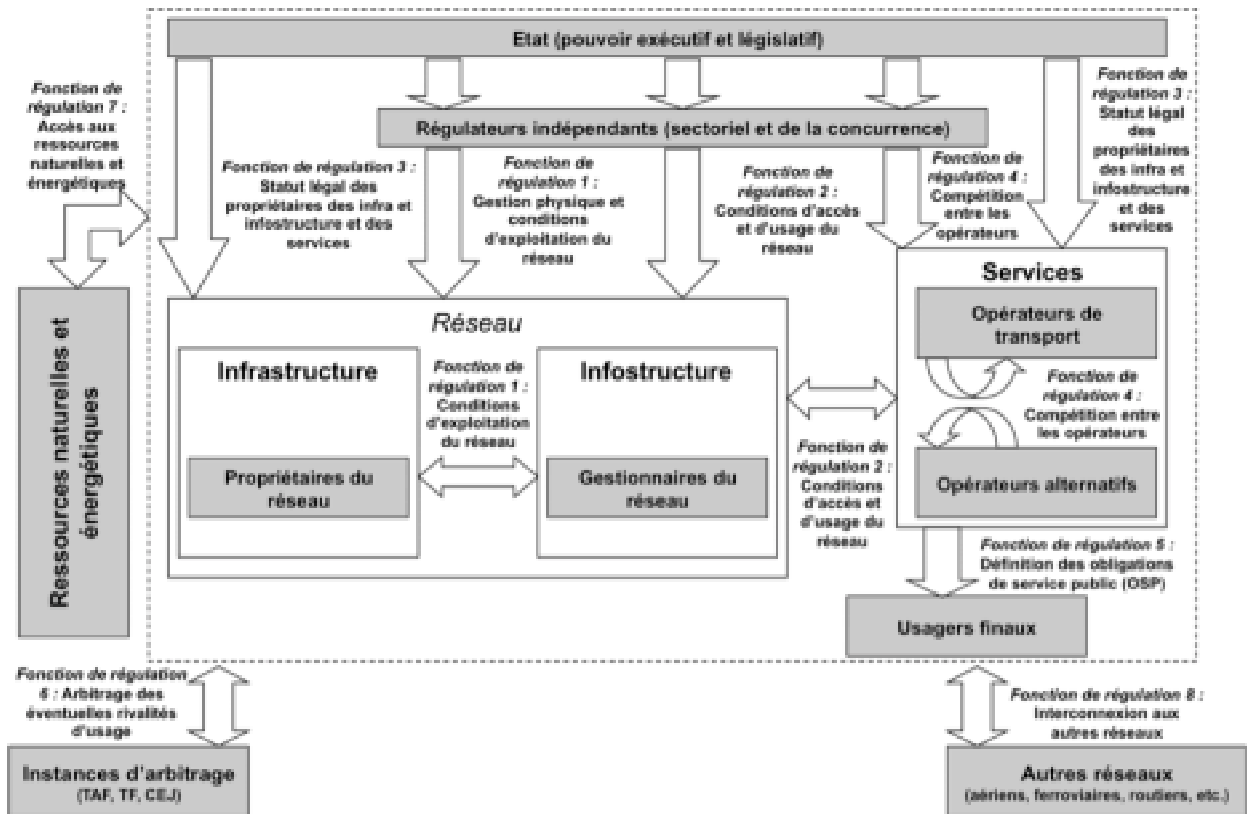 Etat (pouvoir exécutif et législatif)
Fonction de
régulation 7 :
Accès aux
ressources
naturelles et
énergétiques
Régulateurs indépendants (sectoriel et de la concurrence)
Fonction de régulation 3 :
Statut légal des
propriétaires des infra et
infostructure et des
services
Fonction de
régulation 1 :
Gestion physique et
conditions
d'exploitation du
réseau
Fonction de
régulation 2 :
Conditions d'accès
et d'usage du
réseau
Fonction de
régulation 4 :
Compétition
entre les
opérateurs
Fonction de
régulation 3 :
Statut légal
des
propriétaires
des infra et
infostructure
et des
services
Ressources naturelles et
énergétiques
Réseau
Infrastructure
Propriétaires du
réseau
Fonction de
régulation 1 :
Conditions
d'exploitation
du réseau
Infostructure
Gestionnaires du
réseau
Fonction de
régulation 2 :
Conditions
d'accès et
d'usage du
réseau
Services
Opérateurs de
transport
Fonction de
régulation 4 :
Compétition entre
les opérateurs
Opérateurs alternatifs
Fonction de régulation 5 :
Définition des obligations
de service public (OSP)
Usagers finaux
Fonction de régulation
6 : Arbitrage des
éventuelles rivalités
d'usage
Instances d'arbitrage
(TAF, TF, CEJ)
Fonction de régulation 8 :
Interconnexion aux
autres réseaux
Autres réseaux
(aériens, ferroviaires, routiers, etc.)